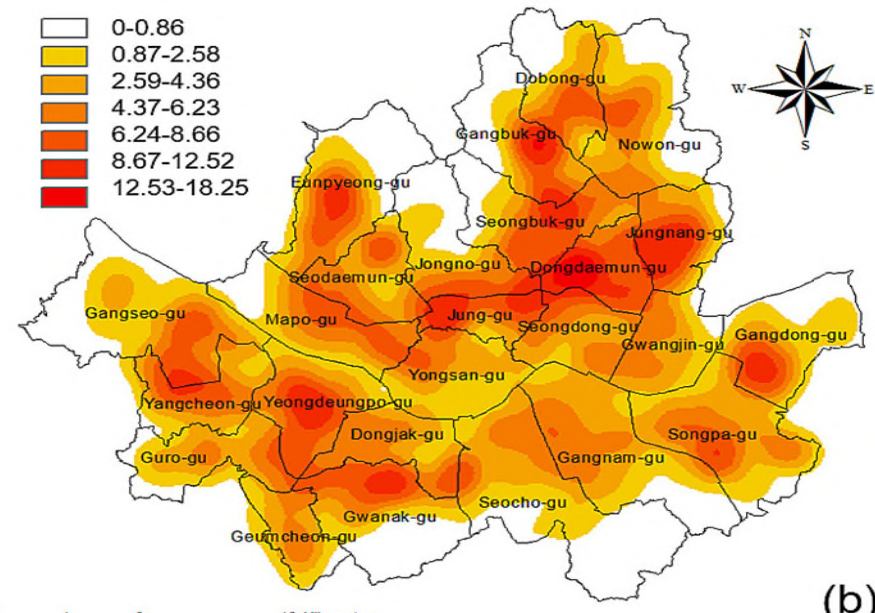 0-0.86
0.87-2.58
2.59-4.36
4.37-6.23
6.24-8.66
8.67-12.52
12.53-18.25
N
W E
S
Dobong-gu
Gangbuk-gu
Nowon-gu
Eunpyeong-gu
Seongbuk-gu
Jungnang-gu
Jongno-gu
Dongdaemun-gu
Seodaemun-gu
Gangseo-gu
Mapo-gu
Jung-gu
Seongdong-gu
Gwangjin-gu
Gangdong-gu
Yongsan-gu
Yangcheon-gu
Yeongdeungpo-gu
Dongjak-gu
Songpa-gu
Guro-gu
Gangnam-gu
Seocho-gu
Gwanak-gu
Geumcheon-gu
(b)